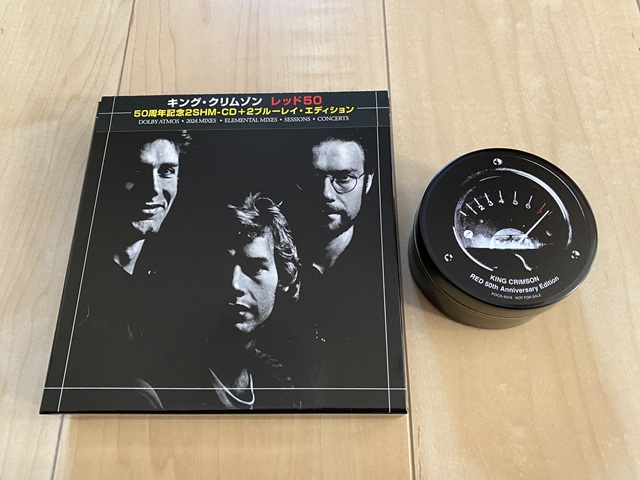 キング・クリムゾン レッド50
50周年記念2SHM-CD+2ブルーレイ・エディション
DOLBY ATMOS • 2024 MIXES • ELEMENTAL MIXES • SESSIONS • CONCERTS
KING CRIMSON
RED 50th Anniversary Edition
NOT FOR SALE